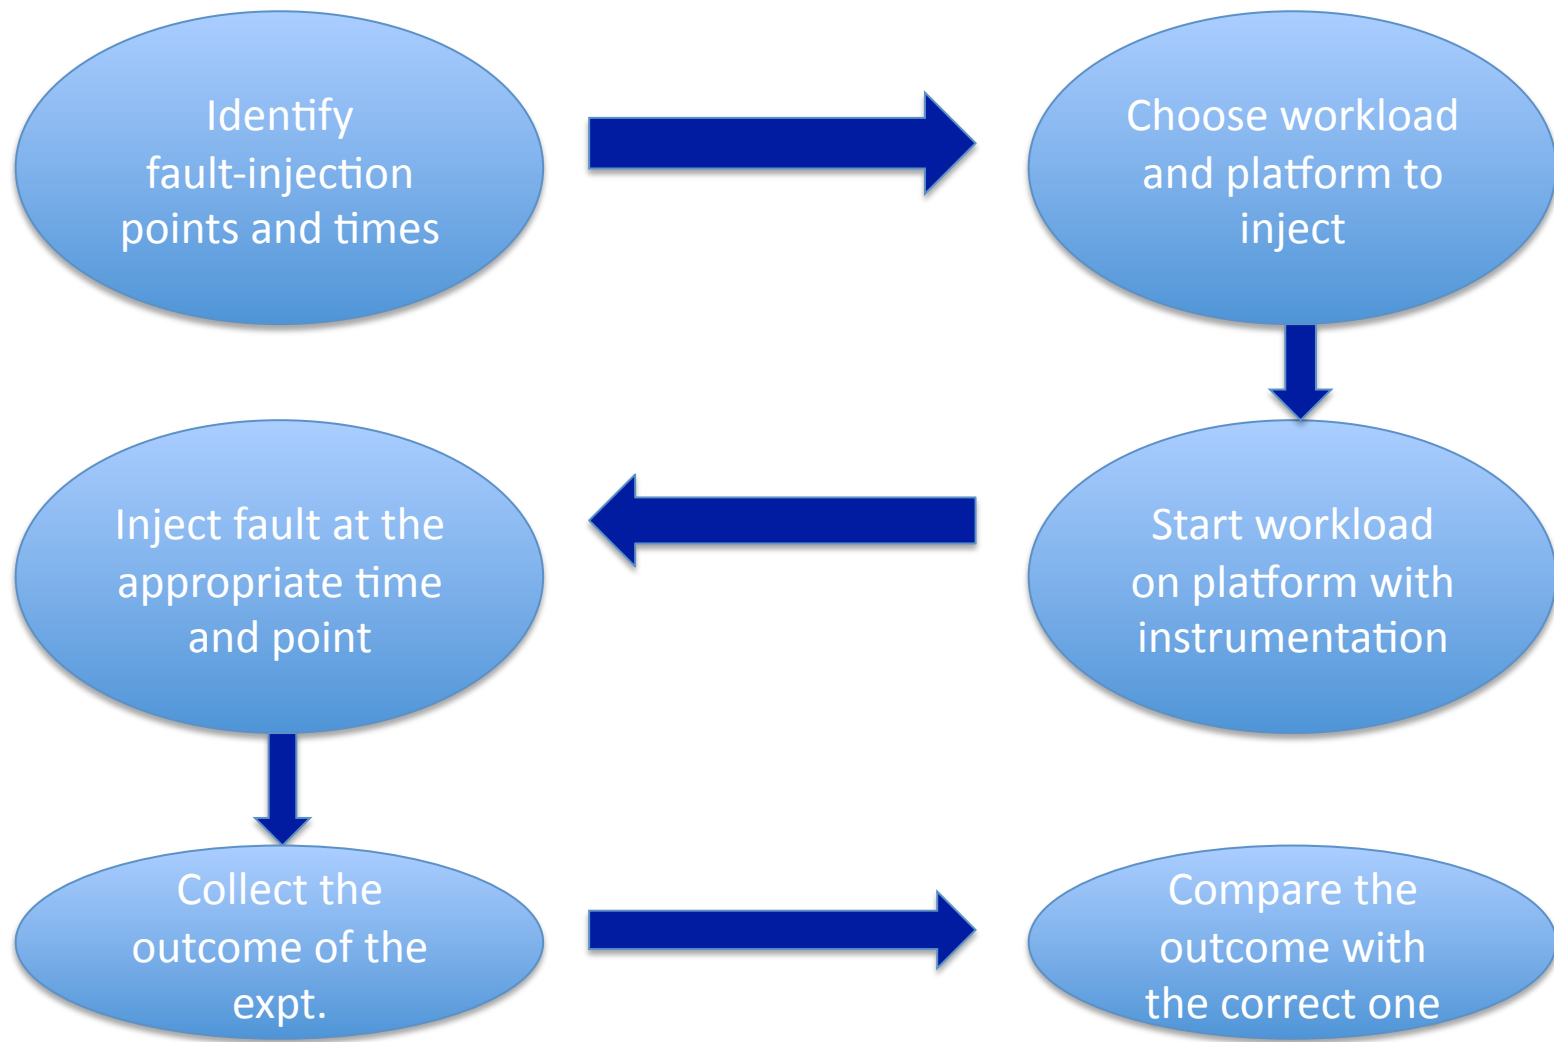 Identify
fault-injection
points and times
Choose workload
and platform to
inject
Start workload
on platform with
instrumentation
Inject fault at the
appropriate time
and point
Collect the
outcome of the
expt.
Compare the
outcome with
the correct one